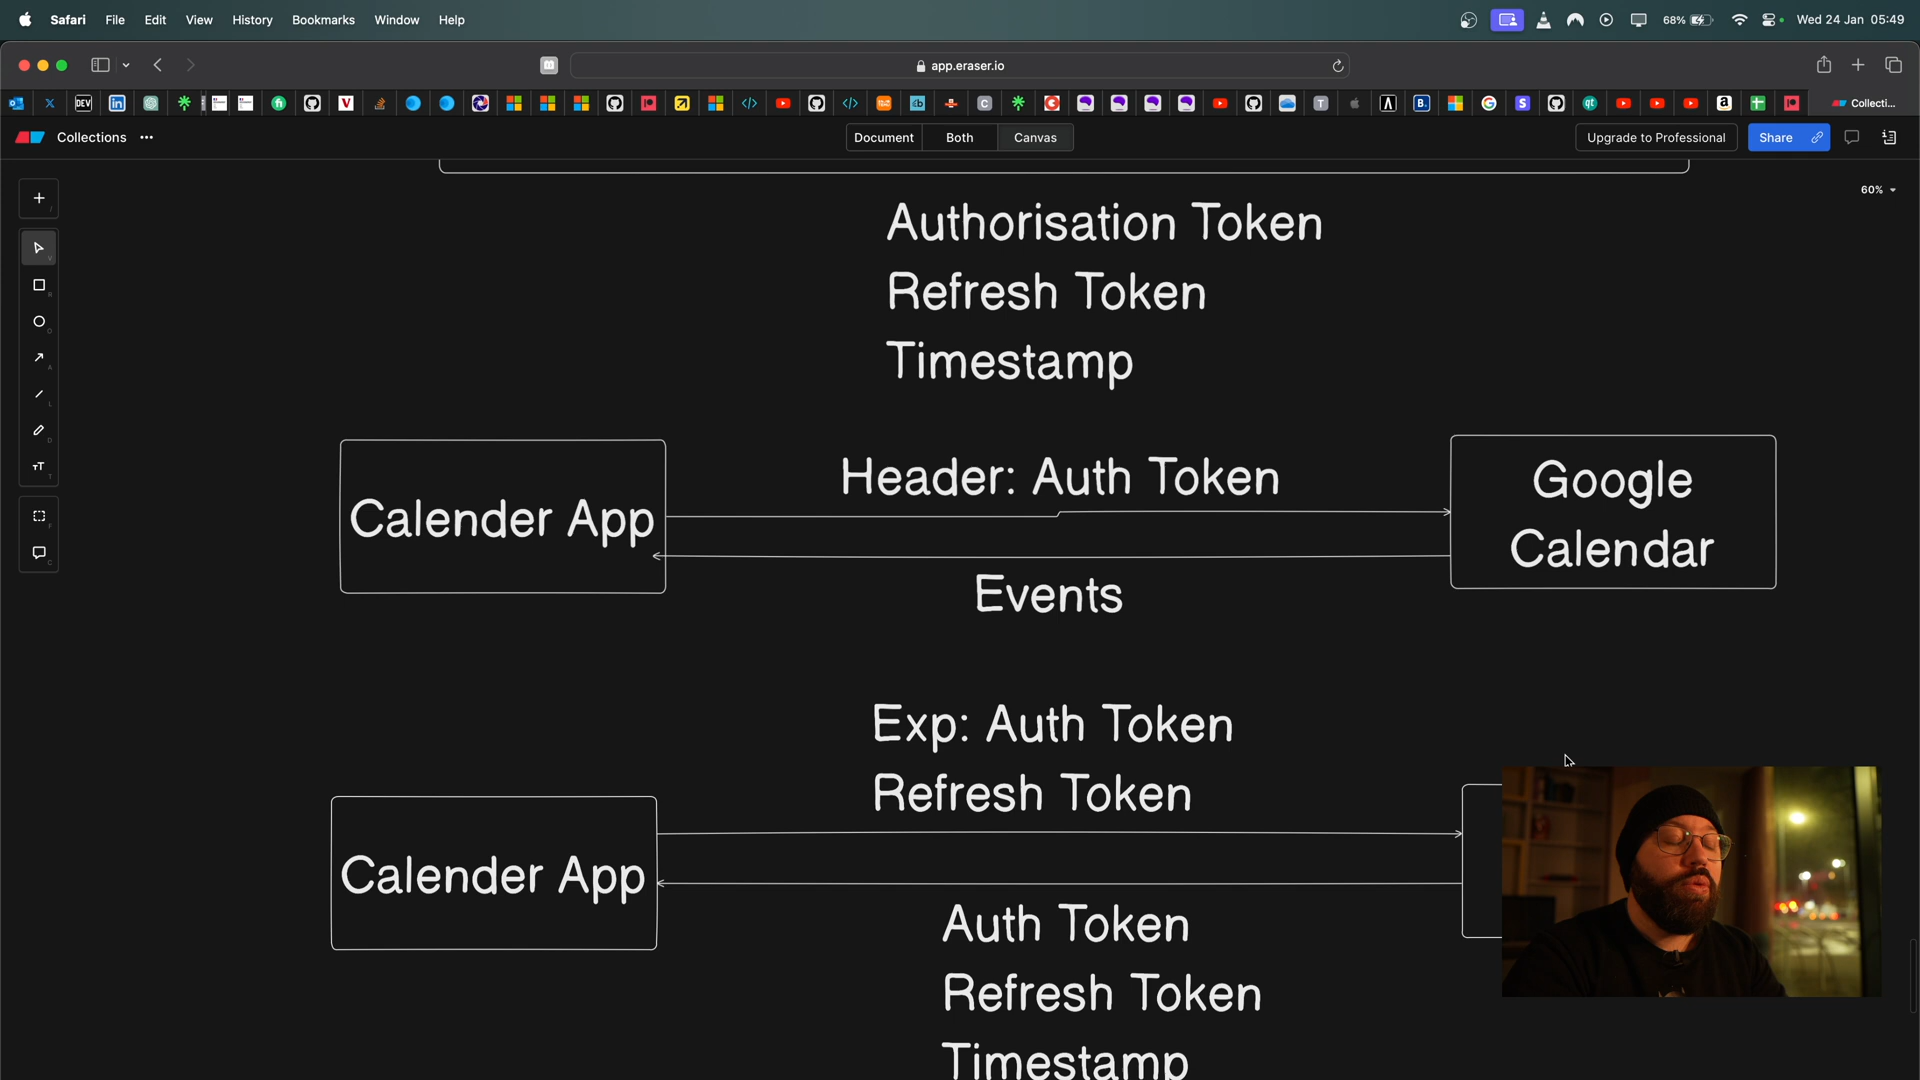 Safari File Edit View History Bookmarks Window Help 68% Wed 24 Jan 05:49
app.eraser.io
DEV Collecti...
Collections Document Both Canvas Upgrade to Professional Share
60%
Authorisation Token
Refresh Token
Timestamp
Header: Auth Token
Calender App
Google
Calendar
Events
Exp: Auth Token
Refresh Token
Calender App
Auth Token
Refresh Token
Timestamp